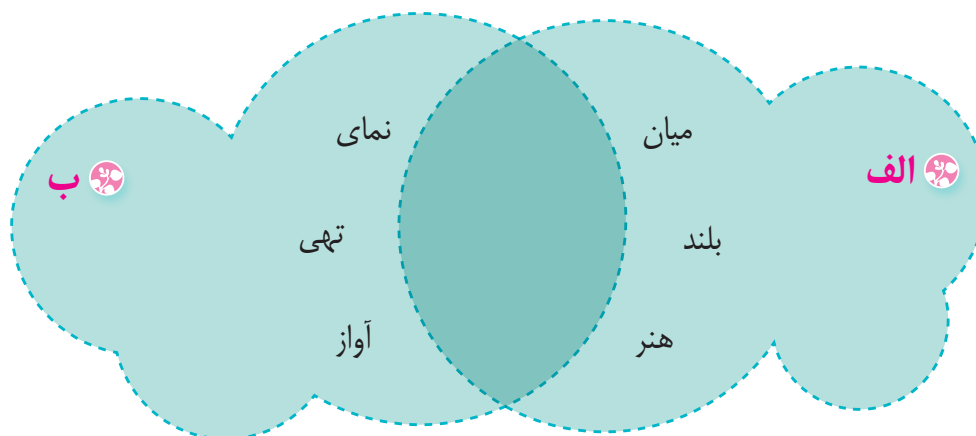 میان نمای
الف ب
بلند تهی
هنر آواز